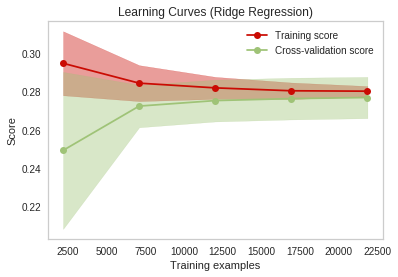 Learning Curves (Ridge Regression)
Training score
Cross-validation score
0.30
0.28
0.26
0.24
0.22
Score
2500 5000 7500 10000 12500 15000 17500 20000 22500
Training examples